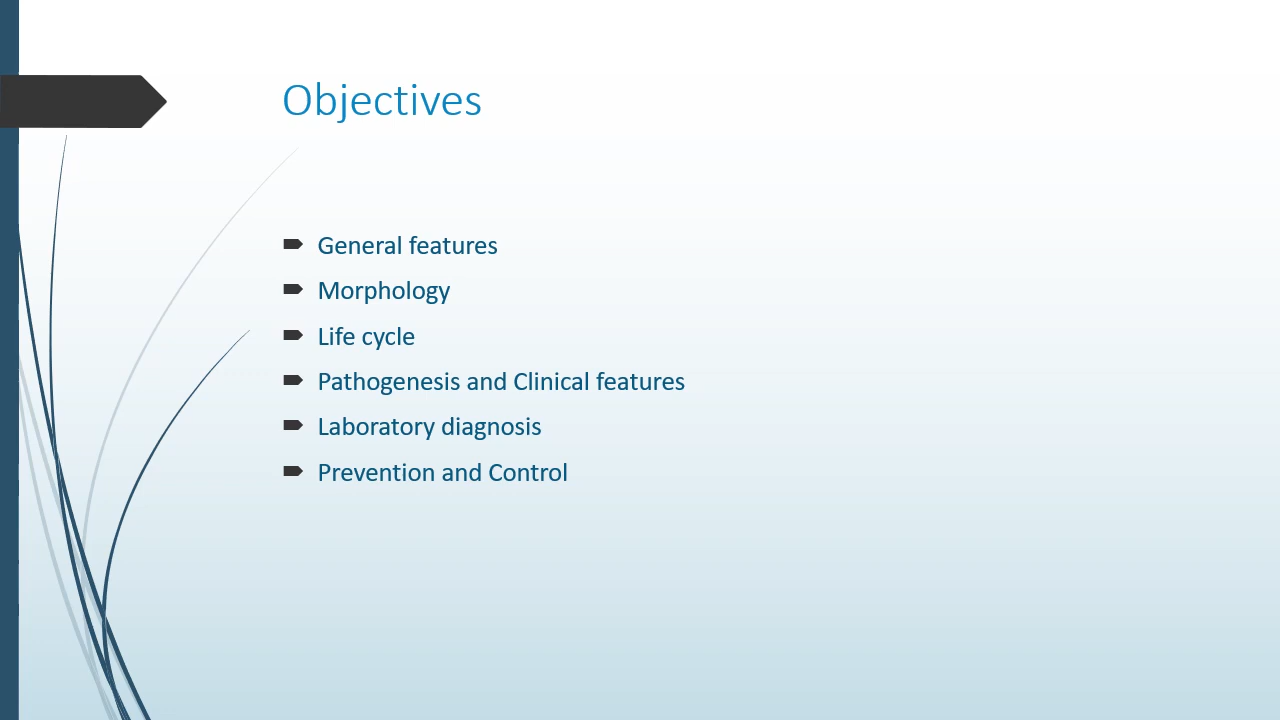 Objectives
General features
Morphology
Life cycle
Pathogenesis and Clinical features
Laboratory diagnosis
Prevention and Control